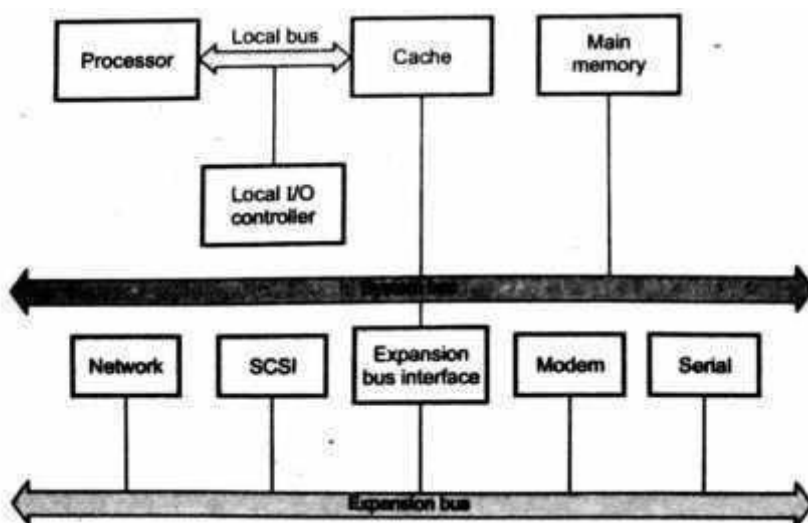 Local bus
Processor
Cache
Main
memory
Local I/O
controller
System bus
Network
SCSI
Expansion
bus interface
Modem
Serial
Expansion bus